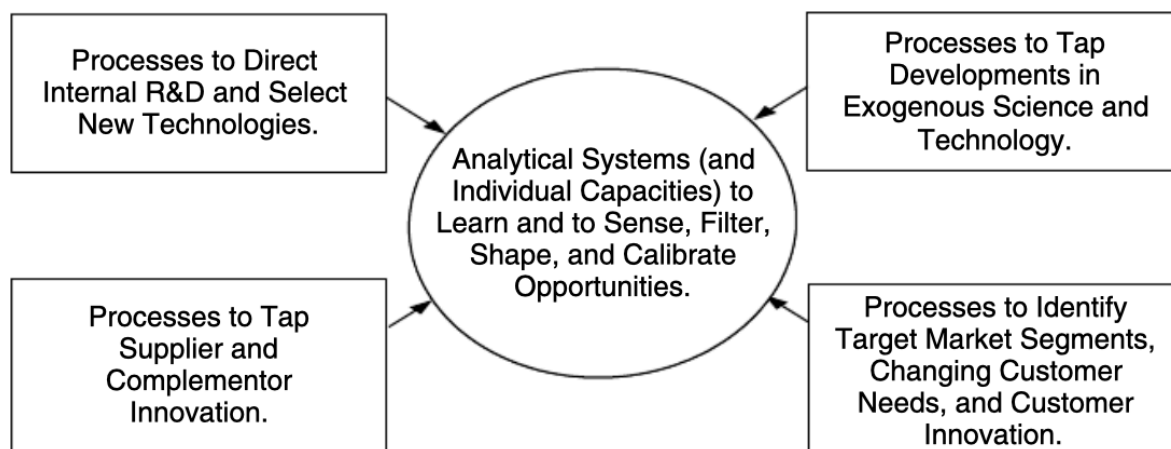 Processes to Direct
Internal R&D and Select
New Technologies.
Processes to Tap
Developments in
Exogenous Science and
Technology.
Analytical Systems (and
Individual Capacities) to
Learn and to Sense, Filter,
Shape, and Calibrate
Opportunities.
Processes to Tap
Supplier and
Complementor
Innovation.
Processes to Identify
Target Market Segments,
Changing Customer
Needs, and Customer
Innovation.